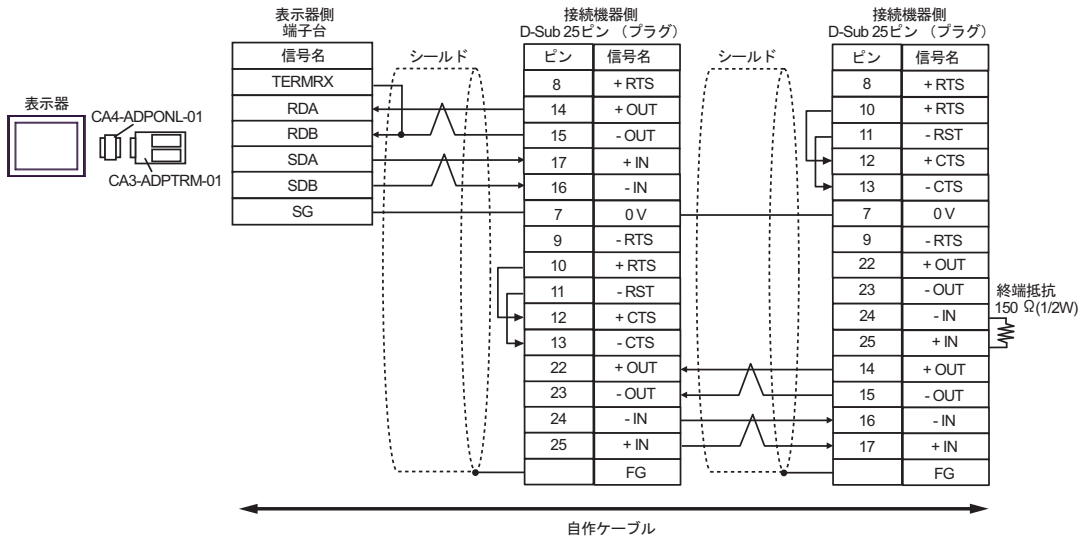 表示器
CA4-ADPONL-01
CA3-ADPTRM-01
表示器側
端子台
信号名
TERMRX
RDA
RDB
SDA
SDB
SG
シールド
接続機器側
D-Sub 25ピン （プラグ）
ピン 信号名
8 + RTS
14 + OUT
15 - OUT
17 + IN
16 - IN
7 0 V
9 - RTS
10 + RTS
11 - RST
12 + CTS
13 - CTS
22 + OUT
23 - OUT
24 - IN
25 + IN
FG
シールド
接続機器側
D-Sub 25ピン （プラグ）
ピン 信号名
8 + RTS
10 + RTS
11 - RST
12 + CTS
13 - CTS
7 0 V
9 - RTS
22 + OUT
23 - OUT
24 - IN
25 + IN
14 + OUT
15 - OUT
16 - IN
17 + IN
FG
終端抵抗
150 Ω(1/2W)
自作ケーブル